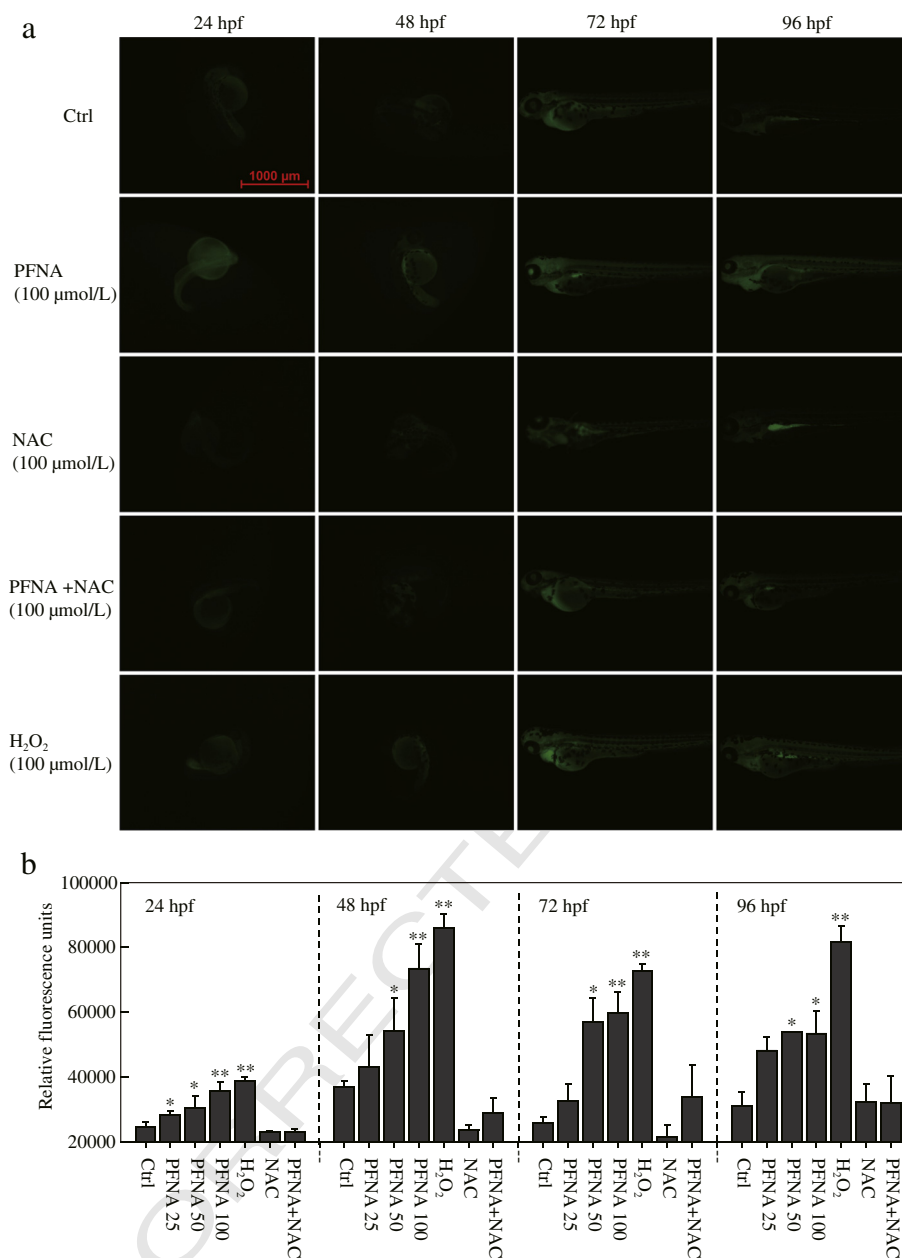 a
24 hpf 48 hpf 72 hpf 96 hpf
Ctrl
1000 µm
PFNA
(100 µmol/L)
NAC
(100 µmol/L)
PFNA +NAC
(100 µmol/L)
H₂O₂
(100 µmol/L)
b
Relative fluorescence units
100000
80000
60000
40000
20000
24 hpf
48 hpf
72 hpf
96 hpf
* * ** **
* ** **
* ** **
* * **
Ctrl PFNA 25 PFNA 50 PFNA 100 H₂O₂ NAC PFNA+NAC
Ctrl PFNA 25 PFNA 50 PFNA 100 H₂O₂ NAC PFNA+NAC
Ctrl PFNA 25 PFNA 50 PFNA 100 H₂O₂ NAC PFNA+NAC
Ctrl PFNA 25 PFNA 50 PFNA 100 H₂O₂ NAC PFNA+NAC
ORRECTE